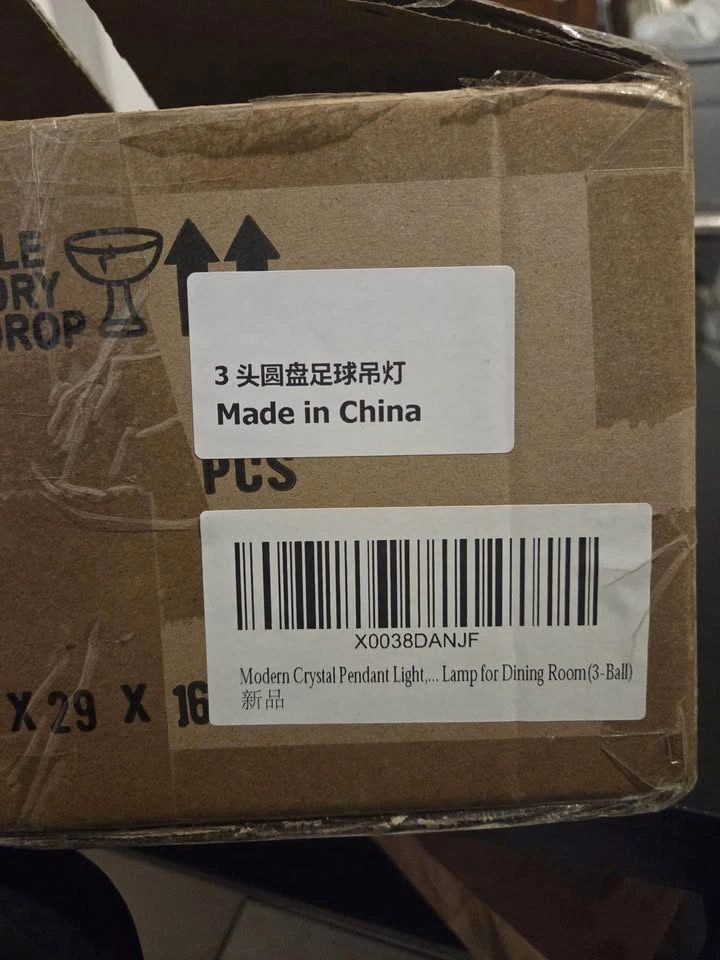 LE
ORY
DROP
3 头圆盘足球吊灯
Made in China
PCS
X0038DANJF
Modern Crystal Pendant Light,... Lamp for Dining Room(3-Ball)
新品
X 29 X 16